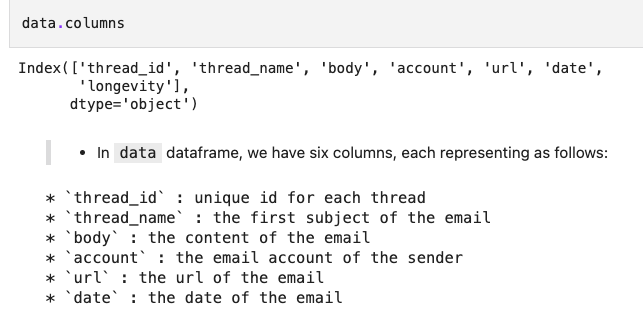 data.columns
Index(['thread_id', 'thread_name', 'body', 'account', 'url', 'date',
'longevity'],
dtype='object')
• In data dataframe, we have six columns, each representing as follows:
* `thread_id` : unique id for each thread
* `thread_name` : the first subject of the email
* `body` : the content of the email
* `account` : the email account of the sender
* `url` : the url of the email
* `date` : the date of the email